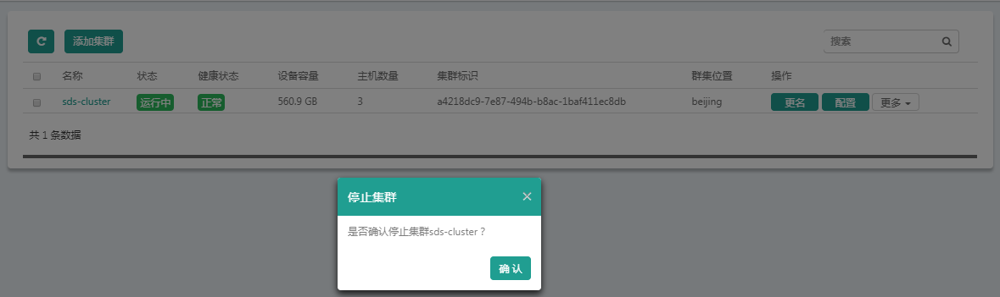 添加集群 搜索
名称 状态 健康状态 设备容量 主机数量 集群标识 群集位置 操作
sds-cluster 运行中 正常 560.9 GB 3 a4218dc9-7e87-494b-b8ac-1baf411ec8db beijing 更名 配置 更多
共 1 条数据
停止集群 ×
是否确认停止集群sds-cluster？
确 认